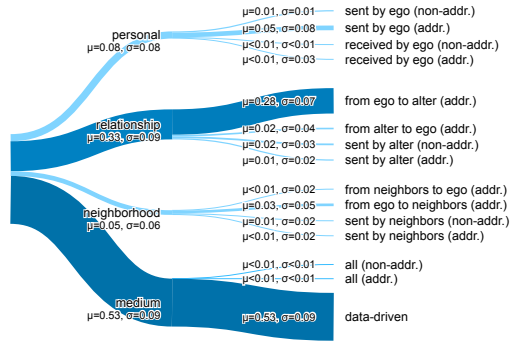 μ=0.01, σ=0.01 sent by ego (non-addr.)
personal
μ=0.08, σ=0.08
μ=0.05, σ=0.08 sent by ego (addr.)
μ<0.01, σ<0.01 received by ego (non-addr.)
μ<0.01, σ=0.03 received by ego (addr.)
relationship
μ=0.33, σ=0.09
μ=0.28, σ=0.07 from ego to alter (addr.)
μ=0.02, σ=0.04 from alter to ego (addr.)
μ=0.02, σ=0.03 sent by alter (non-addr.)
μ=0.01, σ=0.02 sent by alter (addr.)
neighborhood
μ=0.05, σ=0.06
μ<0.01, σ=0.02 from neighbors to ego (addr.)
μ=0.03, σ=0.05 from ego to neighbors (addr.)
μ=0.01, σ=0.02 sent by neighbors (non-addr.)
μ<0.01, σ=0.02 sent by neighbors (addr.)
medium
μ=0.53, σ=0.09
μ<0.01, σ<0.01 all (non-addr.)
μ<0.01, σ<0.01 all (addr.)
μ=0.53, σ=0.09 data-driven